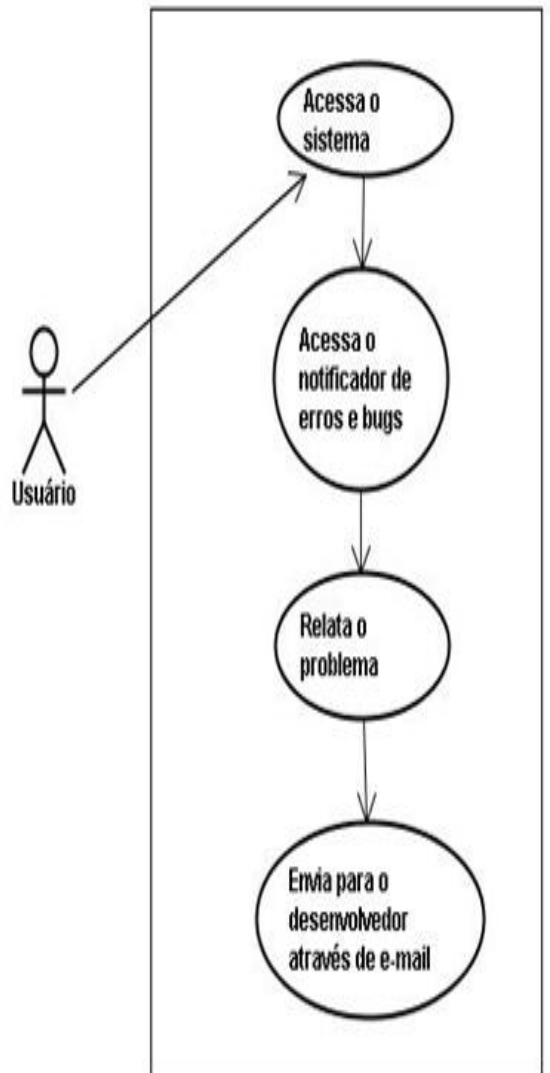 Acessa o
sistema
Acessa o
notificador de
erros e bugs
Usuário
Relata o
problema
Envia para o
desenvolvedor
através de e-mail